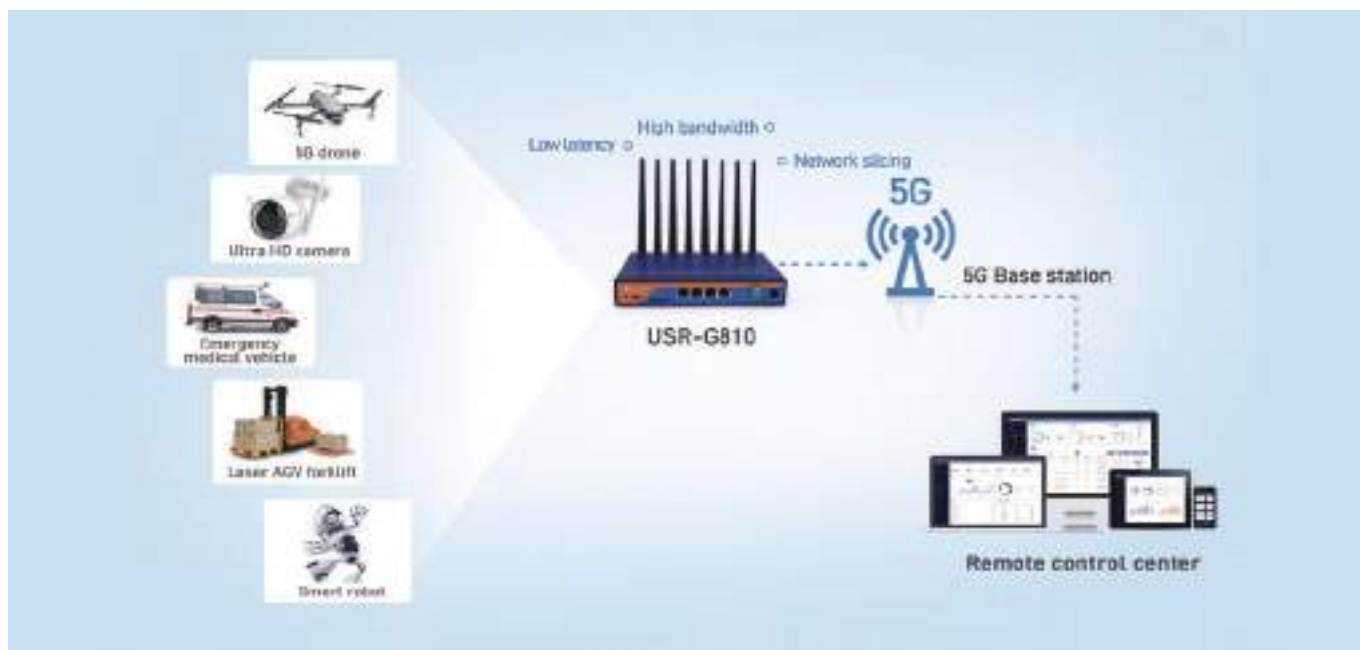 5G drone
Ultra HD camera
Emergency
medical vehicle
Laser AGV forklift
Smart robot
Low latency
High bandwidth
Network slicing
USR-G810
5G
5G Base station
Remote control center